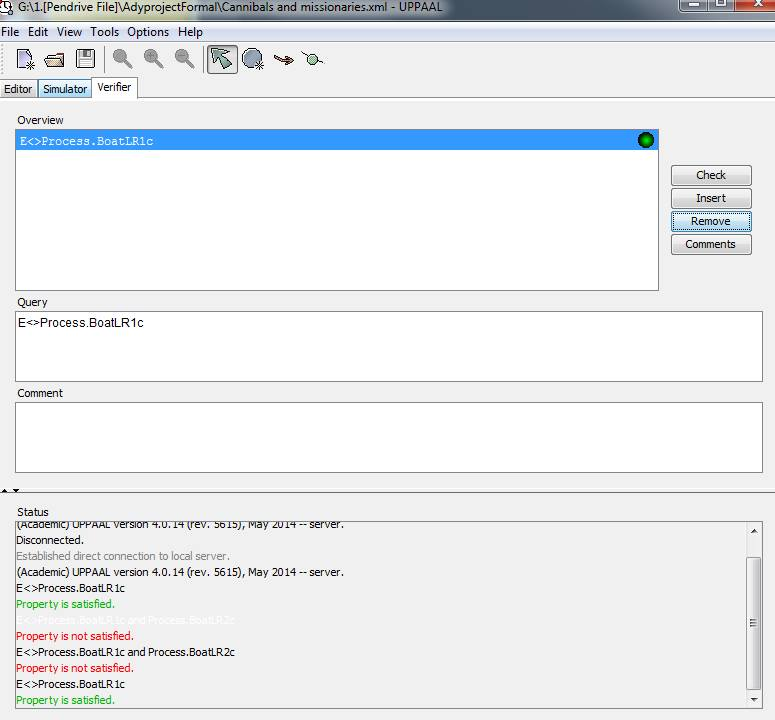 G:\1.[Pendrive File]\AdyprojectFormal\Cannibals and missionaries.xml - UPPAAL
File Edit View Tools Options Help
Editor Simulator Verifier
Overview
E<>Process.BoatLR1c
Check
Insert
Remove
Comments
Query
E<>Process.BoatLR1c
Comment
Status
(Academic) UPPAAL version 4.0.14 (rev. 5615), May 2014 -- server.
Disconnected.
Established direct connection to local server.
(Academic) UPPAAL version 4.0.14 (rev. 5615), May 2014 -- server.
E<>Process.BoatLR1c
Property is satisfied.
E<>Process.BoatLR1c and Process.BoatLR2c
Property is not satisfied.
E<>Process.BoatLR1c and Process.BoatLR2c
Property is not satisfied.
E<>Process.BoatLR1c
Property is satisfied.